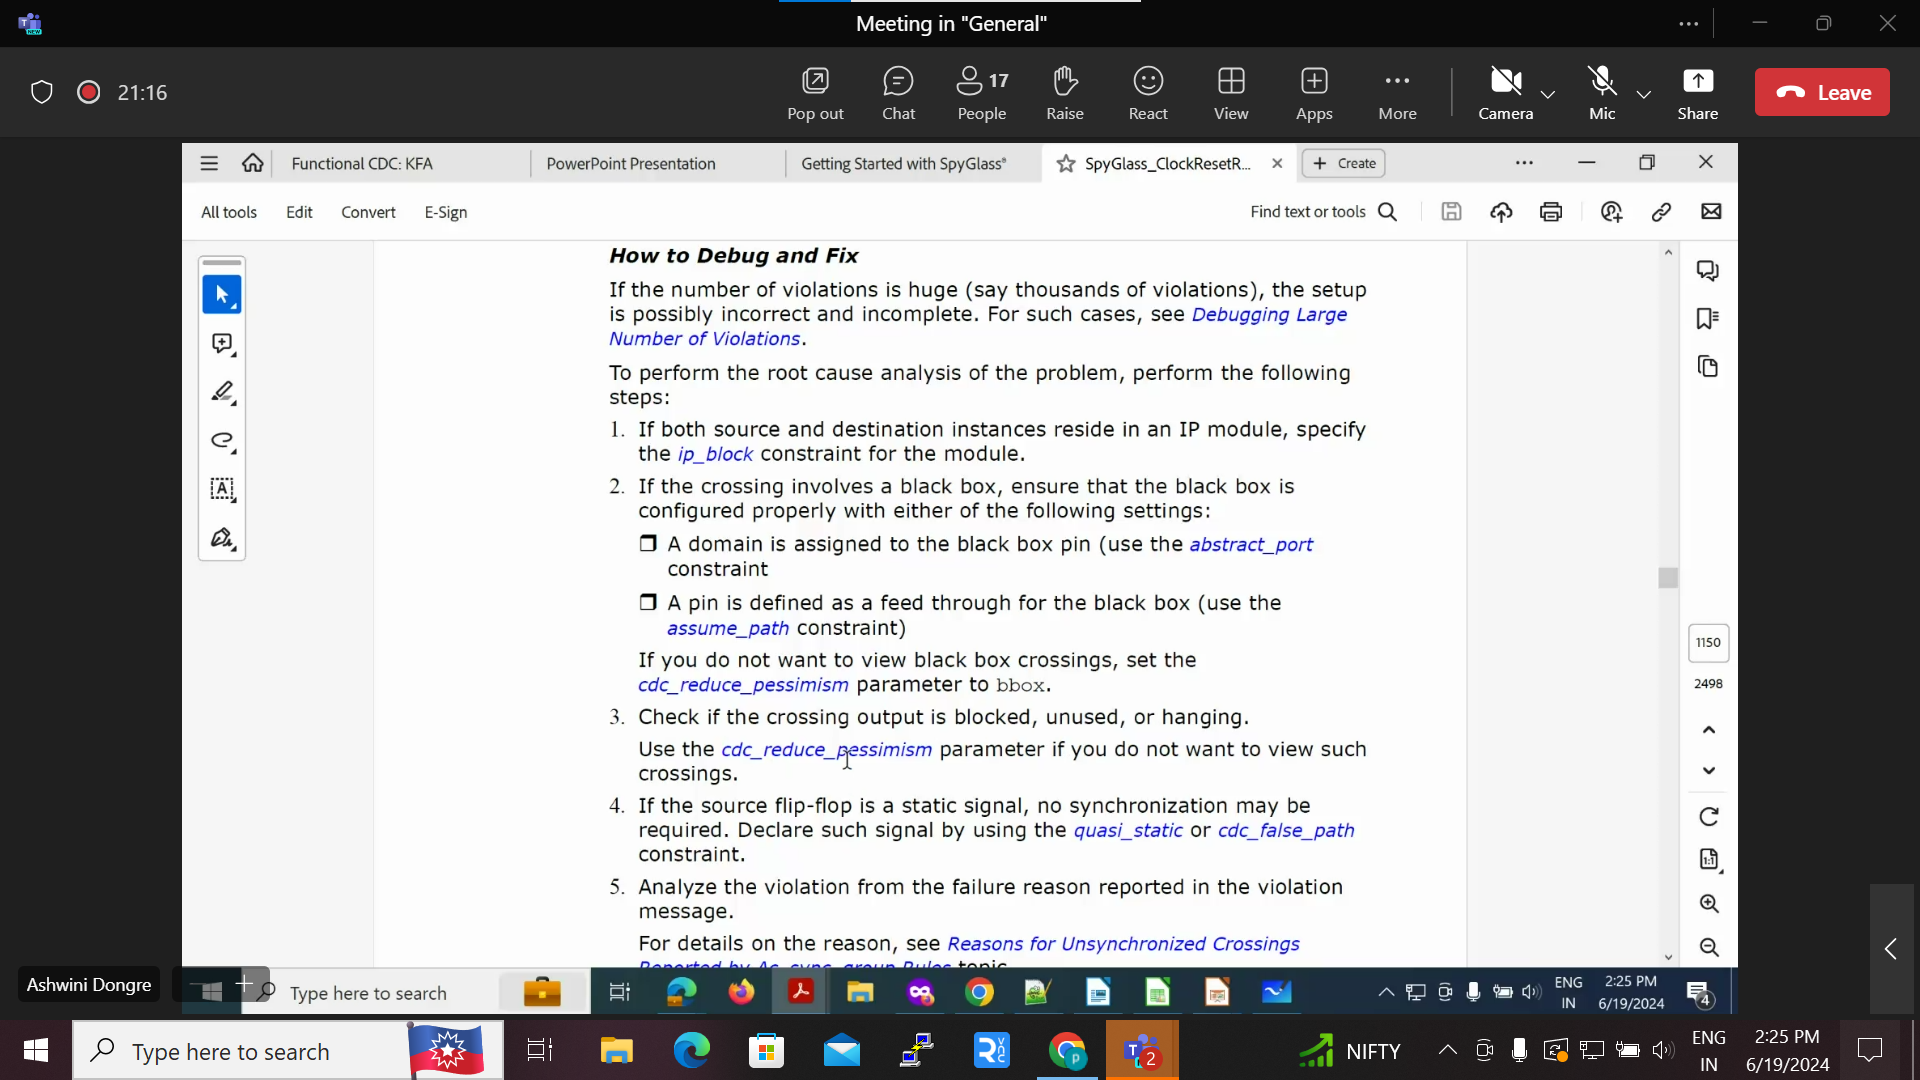 Meeting in "General"
21:16
Pop out
Chat
17
People
Raise
React
View
Apps
More
Camera
Mic
Share
Leave
Functional CDC: KFA
PowerPoint Presentation
Getting Started with SpyGlass®
SpyGlass_ClockResetR...
Create
All tools
Edit
Convert
E-Sign
Find text or tools
How to Debug and Fix
If the number of violations is huge (say thousands of violations), the setup
is possibly incorrect and incomplete. For such cases, see Debugging Large
Number of Violations.
To perform the root cause analysis of the problem, perform the following
steps:
1. If both source and destination instances reside in an IP module, specify
the ip_block constraint for the module.
2. If the crossing involves a black box, ensure that the black box is
configured properly with either of the following settings:
A domain is assigned to the black box pin (use the abstract_port
constraint
A pin is defined as a feed through for the black box (use the
assume_path constraint)
If you do not want to view black box crossings, set the
cdc_reduce_pessimism parameter to bbox.
3. Check if the crossing output is blocked, unused, or hanging.
Use the cdc_reduce_pessimism parameter if you do not want to view such
crossings.
4. If the source flip-flop is a static signal, no synchronization may be
required. Declare such signal by using the quasi_static or cdc_false_path
constraint.
5. Analyze the violation from the failure reason reported in the violation
message.
For details on the reason, see Reasons for Unsynchronized Crossings
Reported by Ac_sync_group Rules topic.
1150
2498
Ashwini Dongre
Type here to search
ENG
IN
2:25 PM
6/19/2024
4
Type here to search
2
NIFTY
ENG
IN
2:25 PM
6/19/2024